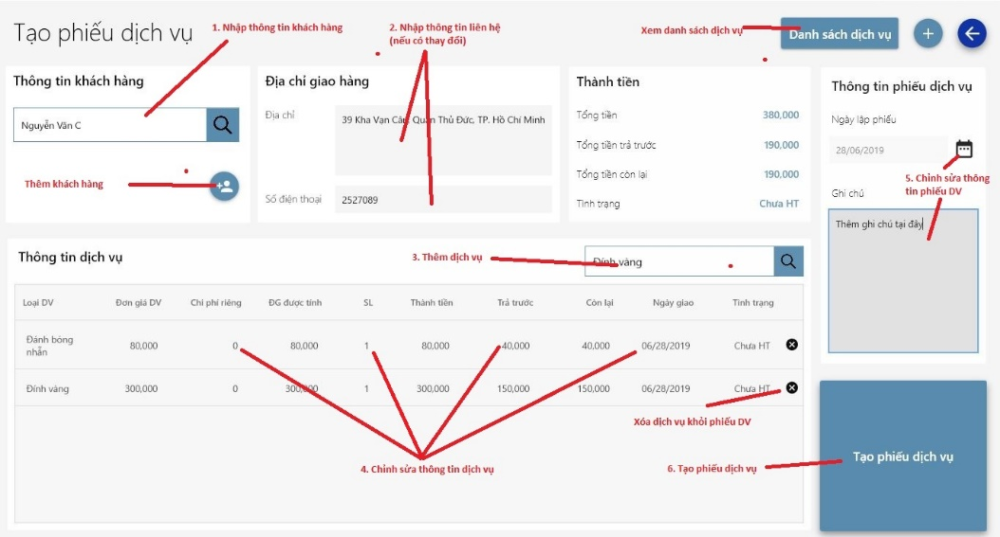 Tạo phiếu dịch vụ
1. Nhập thông tin khách hàng
2. Nhập thông tin liên hệ
(nếu có thay đổi)
Xem danh sách dịch vụ
Danh sách dịch vụ
Thông tin khách hàng
Nguyễn Văn C
Thêm khách hàng
Địa chỉ giao hàng
Địa chỉ
39 Kha Vạn Cân, Quận Thủ Đức, TP. Hồ Chí Minh
Số điện thoại
2527089
Thành tiền
Tổng tiền 380,000
Tổng tiền trả trước 190,000
Tổng tiền còn lại 190,000
Tình trạng Chưa HT
Thông tin phiếu dịch vụ
Ngày lập phiếu
28/06/2019
5. Chỉnh sửa thông
tin phiếu DV
Ghi chú
Thêm ghi chú tại đây
Thông tin dịch vụ
3. Thêm dịch vụ
Đính vàng
Loại DV Đơn giá DV Chi phí riêng ĐG được tính SL Thành tiền Trả trước Còn lại Ngày giao Tình trạng
Đánh bóng
nhẫn 80,000 0 80,000 1 80,000 40,000 40,000 06/28/2019 Chưa HT
Đính vàng 300,000 0 300,000 1 300,000 150,000 150,000 06/28/2019 Chưa HT
Xóa dịch vụ khỏi phiếu DV
4. Chỉnh sửa thông tin dịch vụ
6. Tạo phiếu dịch vụ
Tạo phiếu dịch vụ